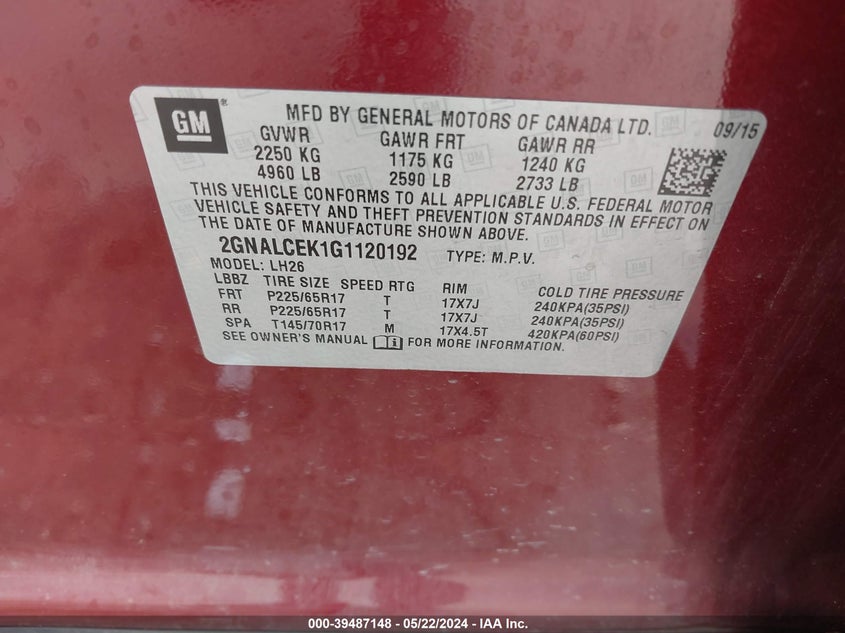 GM ®
MFD BY GENERAL MOTORS OF CANADA LTD. 09/15
GVWR GAWR FRT GAWR RR
2250 KG 1175 KG 1240 KG
4960 LB 2590 LB 2733 LB
THIS VEHICLE CONFORMS TO ALL APPLICABLE U.S. FEDERAL MOTOR
VEHICLE SAFETY AND THEFT PREVENTION STANDARDS IN EFFECT ON
THE DATE OF MANUFACTURE SHOWN ABOVE.
2GNALCEK1G1120192 TYPE: M.P.V.
MODEL: LH26
LBBZ TIRE SIZE SPEED RTG RIM COLD TIRE PRESSURE
FRT P225/65R17 T 17X7J 240KPA(35PSI)
RR P225/65R17 T 17X7J 240KPA(35PSI)
SPA T145/70R17 M 17X4.5T 420KPA(60PSI)
SEE OWNER'S MANUAL FOR MORE INFORMATION.
000-39487148 - 05/22/2024 - IAA Inc.